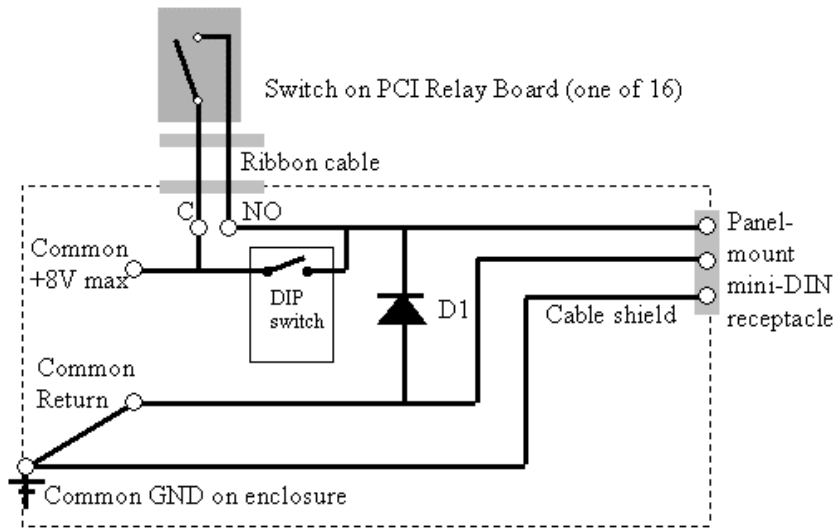 Switch on PCI Relay Board (one of 16)
Ribbon cable
C
NO
Common
+8V max
DIP
switch
D1
Panel-
mount
mini-DIN
receptacle
Cable shield
Common
Return
Common GND on enclosure